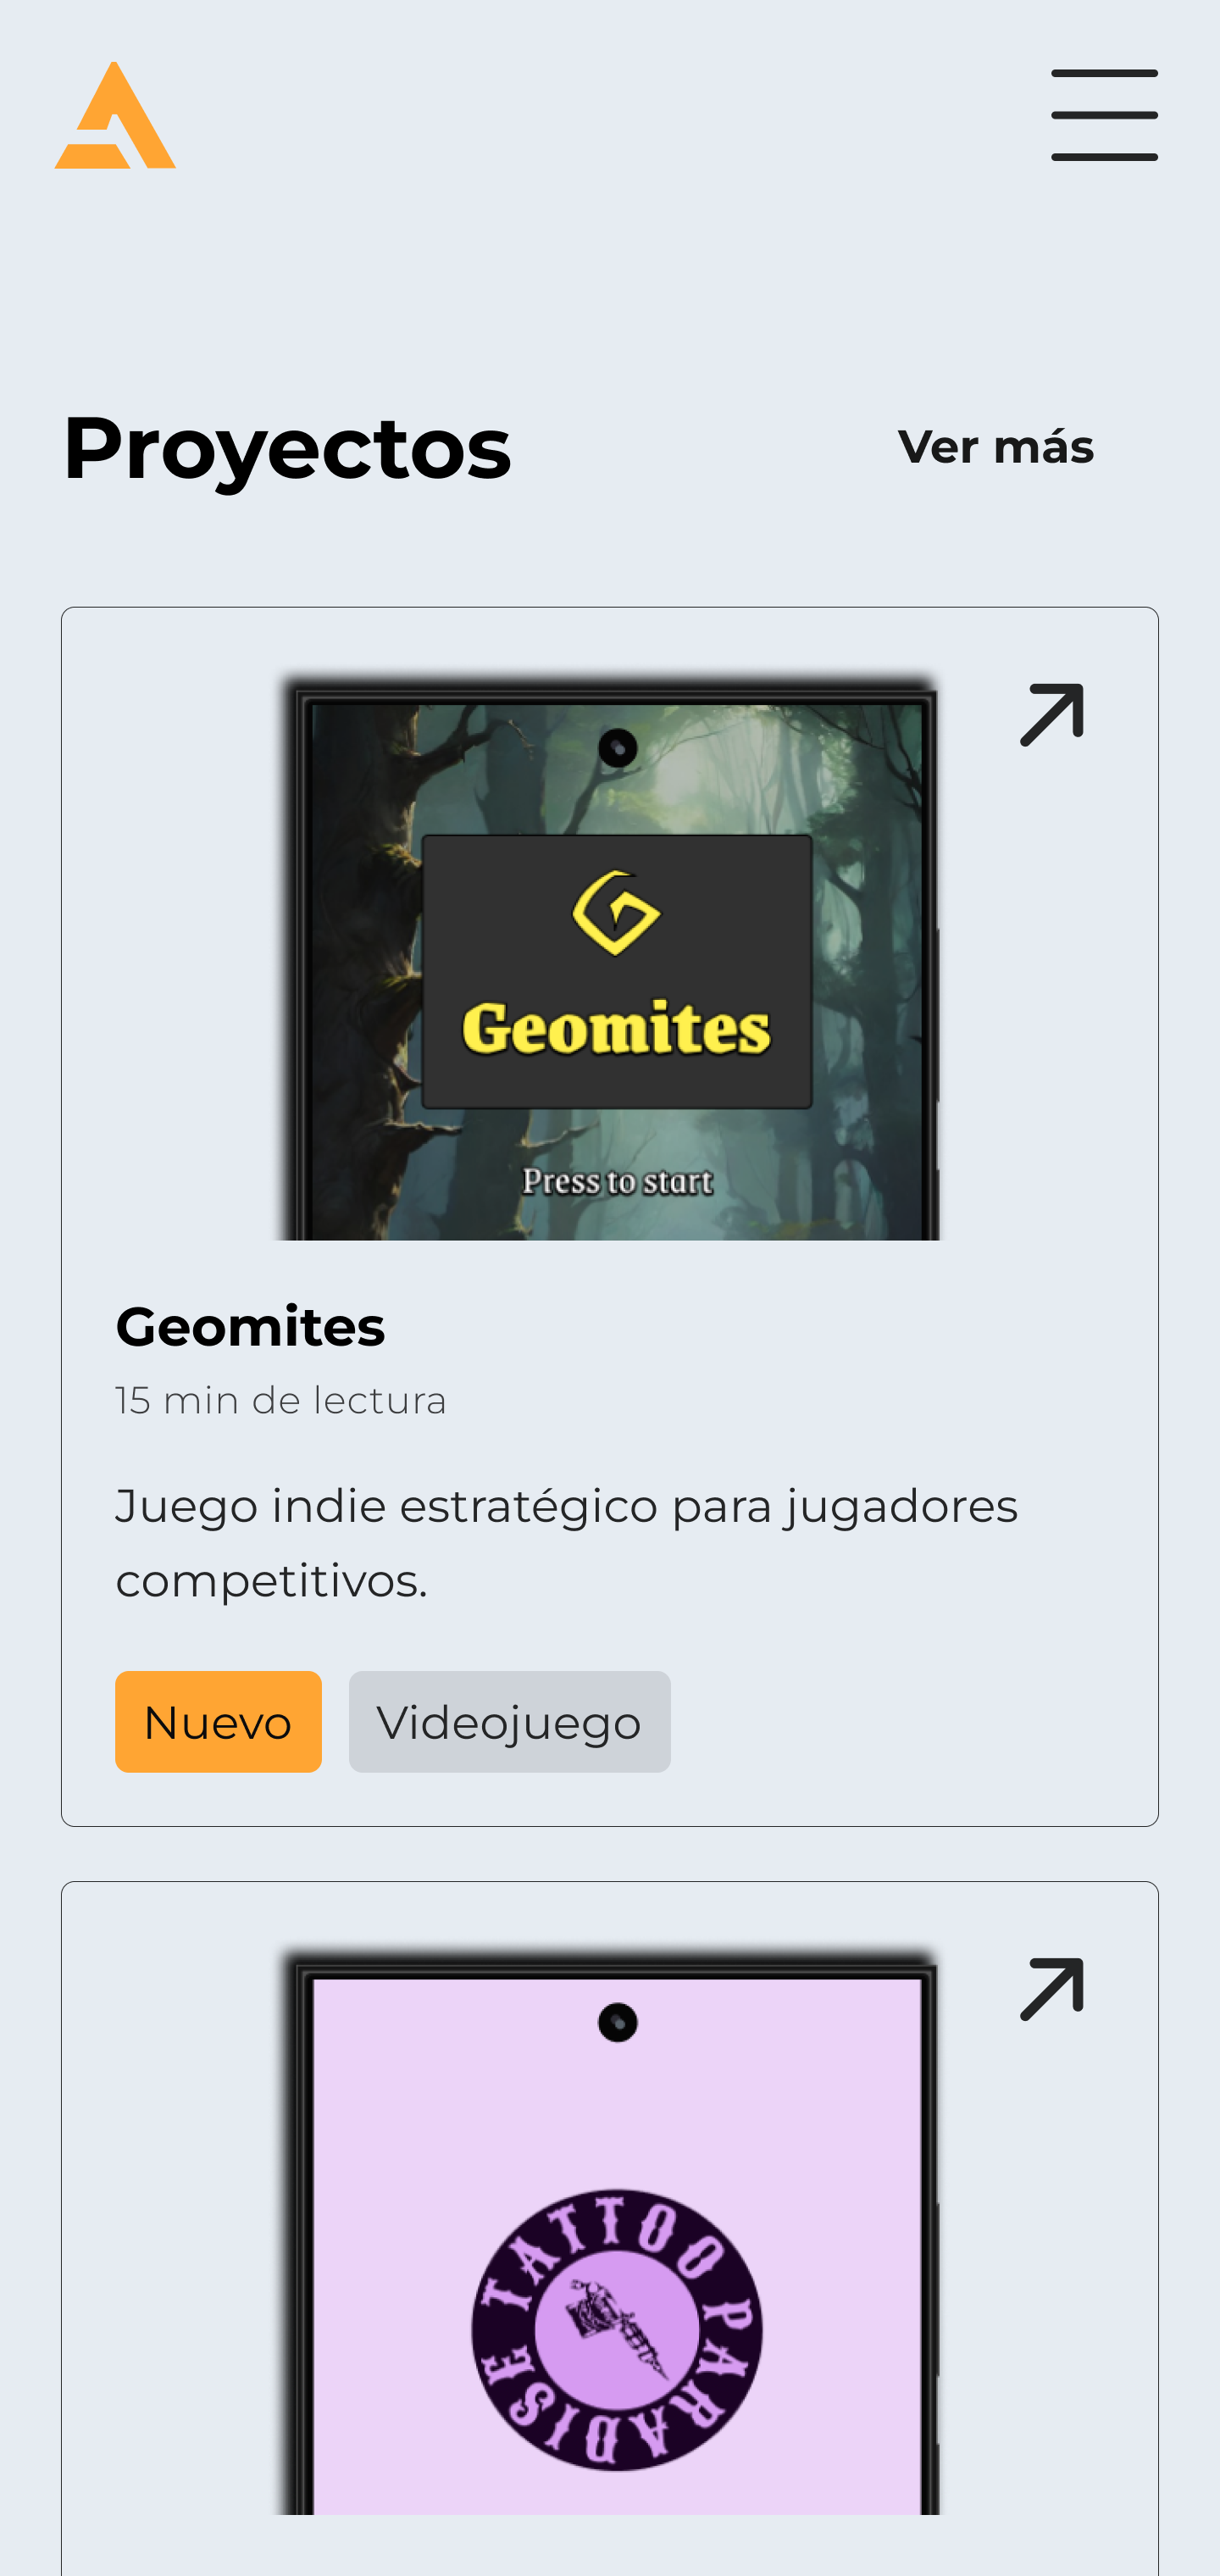 Proyectos
Ver más
Geomites
Press to start
Geomites
15 min de lectura
Juego indie estratégico para jugadores
competitivos.
Nuevo
Videojuego
TATTOO PARADISE